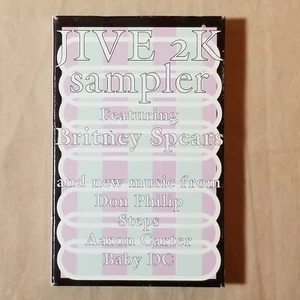 JIVE 2K
sampler
Featuring
Britney Spears
and new music from
Don Philip
Steps
Aaron Carter
Baby DC